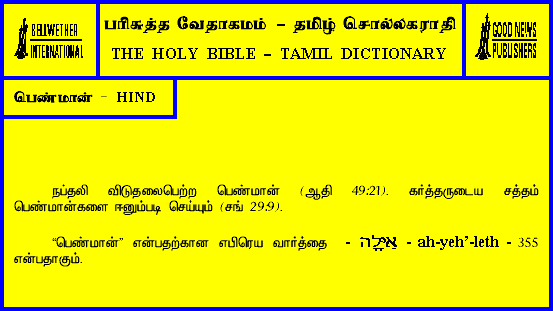 BELLWETHER
INTERNATIONAL
பரிசுத்த வேதாகமம் – தமிழ் சொல்லகராதி
THE HOLY BIBLE – TAMIL DICTIONARY
GOOD NEWS
PUBLISHERS
பெண்மான் – HIND
நப்தலி விடுதலைபெற்ற பெண்மான் (ஆதி 49:21). கர்த்தருடைய சத்தம்
பெண்மான்களை ஈனும்படி செய்யும் (சங் 29:9).
“பெண்மான்” என்பதற்கான எபிரெய வார்த்தை - - ah-yeh’-leth - 355
என்பதாகும்.